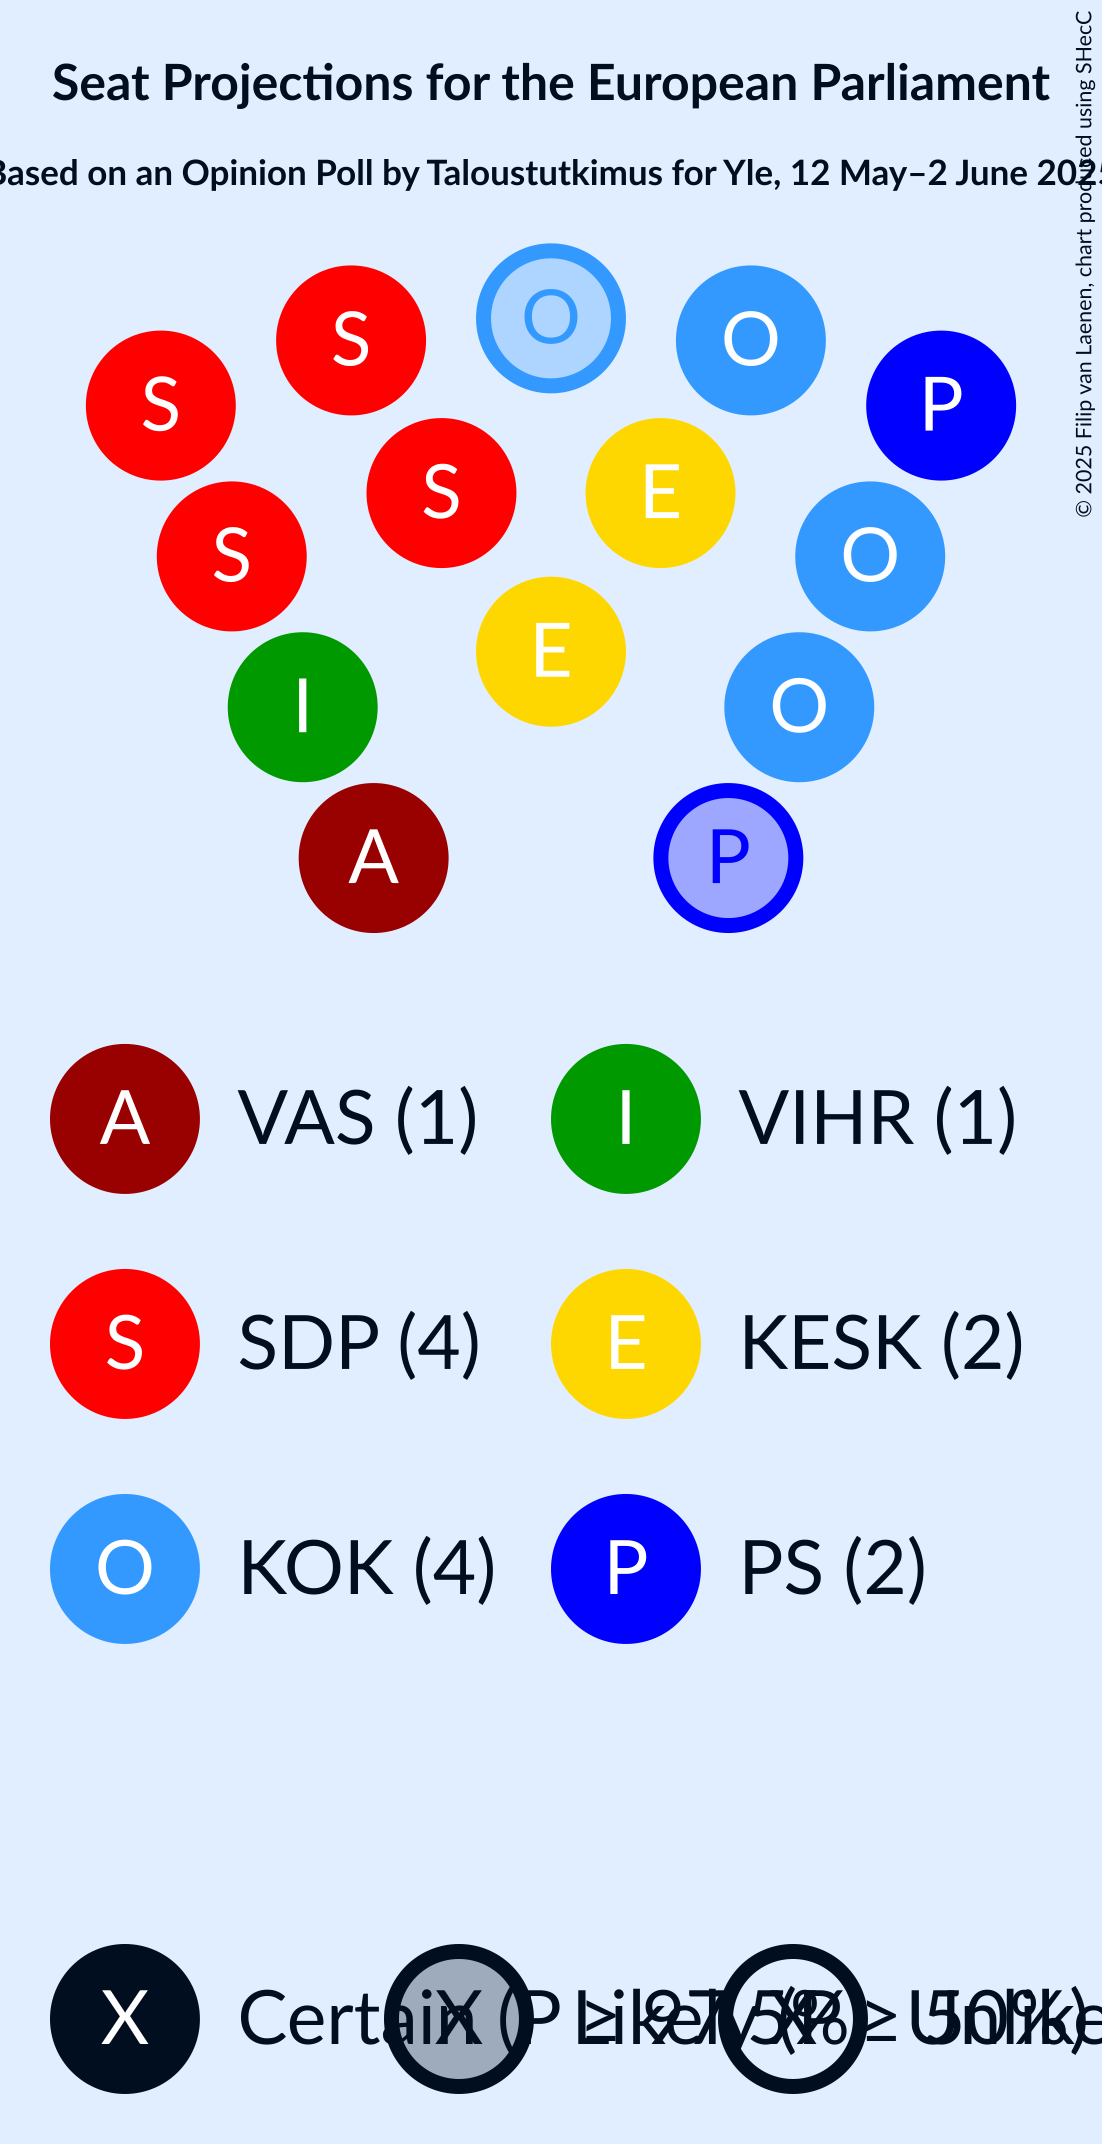 Seat Projections for the European Parliament
Based on an Opinion Poll by Taloustutkimus for Yle, 12 May–2 June 2025
© 2025 Filip van Laenen, chart produced using SHecC
O
S
O
S
P
S
E
S
O
E
I
O
A
P
A VAS (1)
I VIHR (1)
S SDP (4)
E KESK (2)
O KOK (4)
P PS (2)
X Certain (P ≥ 97.5%)
X Likely (P ≥ 50%)
X